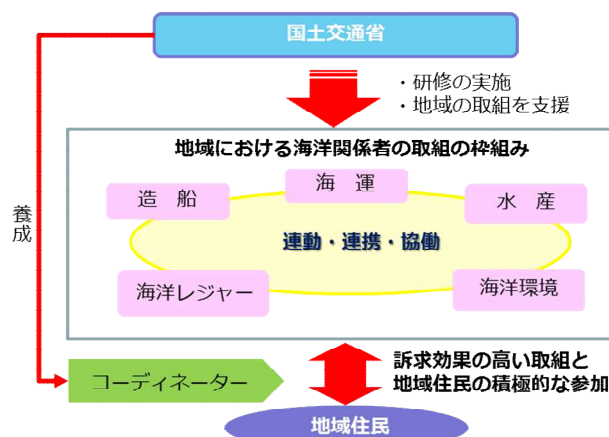 国土交通省
・研修の実施
・地域の取組を支援
地域における海洋関係者の取組の枠組み
海　運
造　船
水　産
連動・連携・協働
海洋レジャー
海洋環境
養成
訴求効果の高い取組と
地域住民の積極的な参加
コーディネーター
地域住民